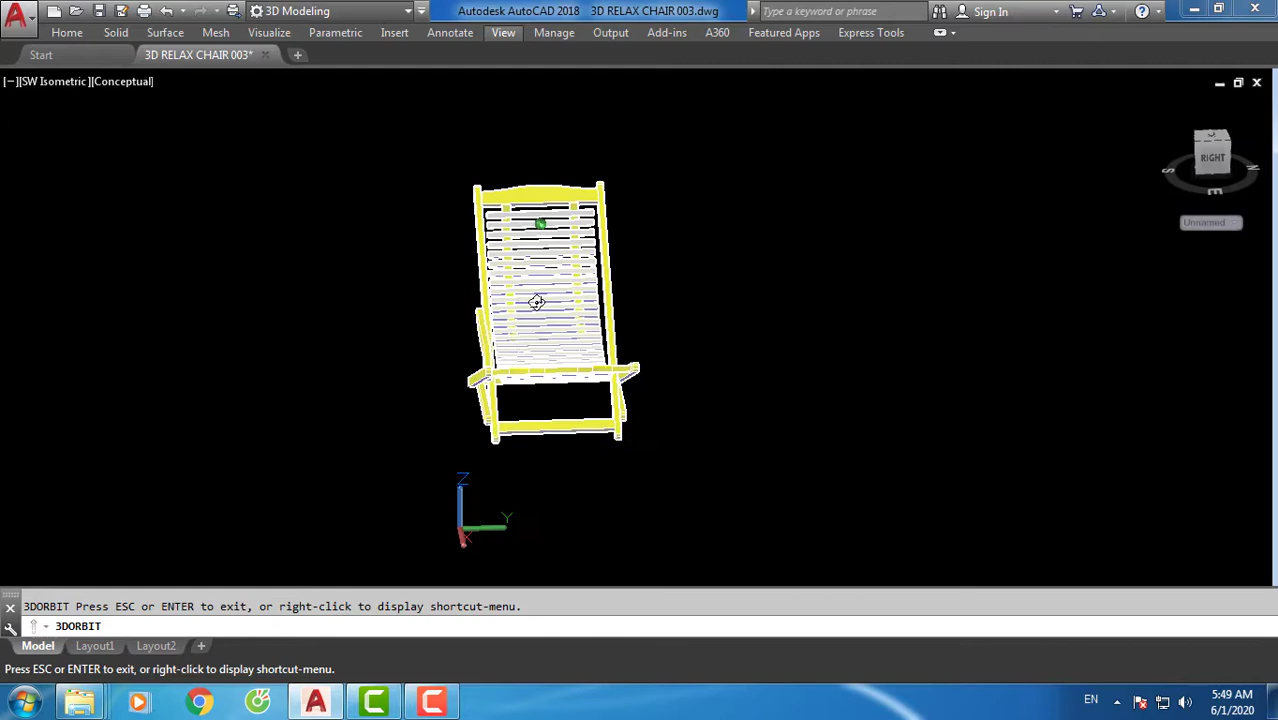 3D Modeling
Autodesk AutoCAD 2018 3D RELAX CHAIR 003.dwg
Type a keyword or phrase
Sign In
Home Solid Surface Mesh Visualize Parametric Insert Annotate View Manage Output Add-ins A360 Featured Apps Express Tools
Start
3D RELAX CHAIR 003*
[−][SW Isometric][Conceptual]
RIGHT
S
N
E
Unnamed
Z
Y
X
3DORBIT Press ESC or ENTER to exit, or right-click to display shortcut-menu.
3DORBIT
Model Layout1 Layout2
Press ESC or ENTER to exit, or right-click to display shortcut-menu.
EN
5:49 AM
6/1/2020